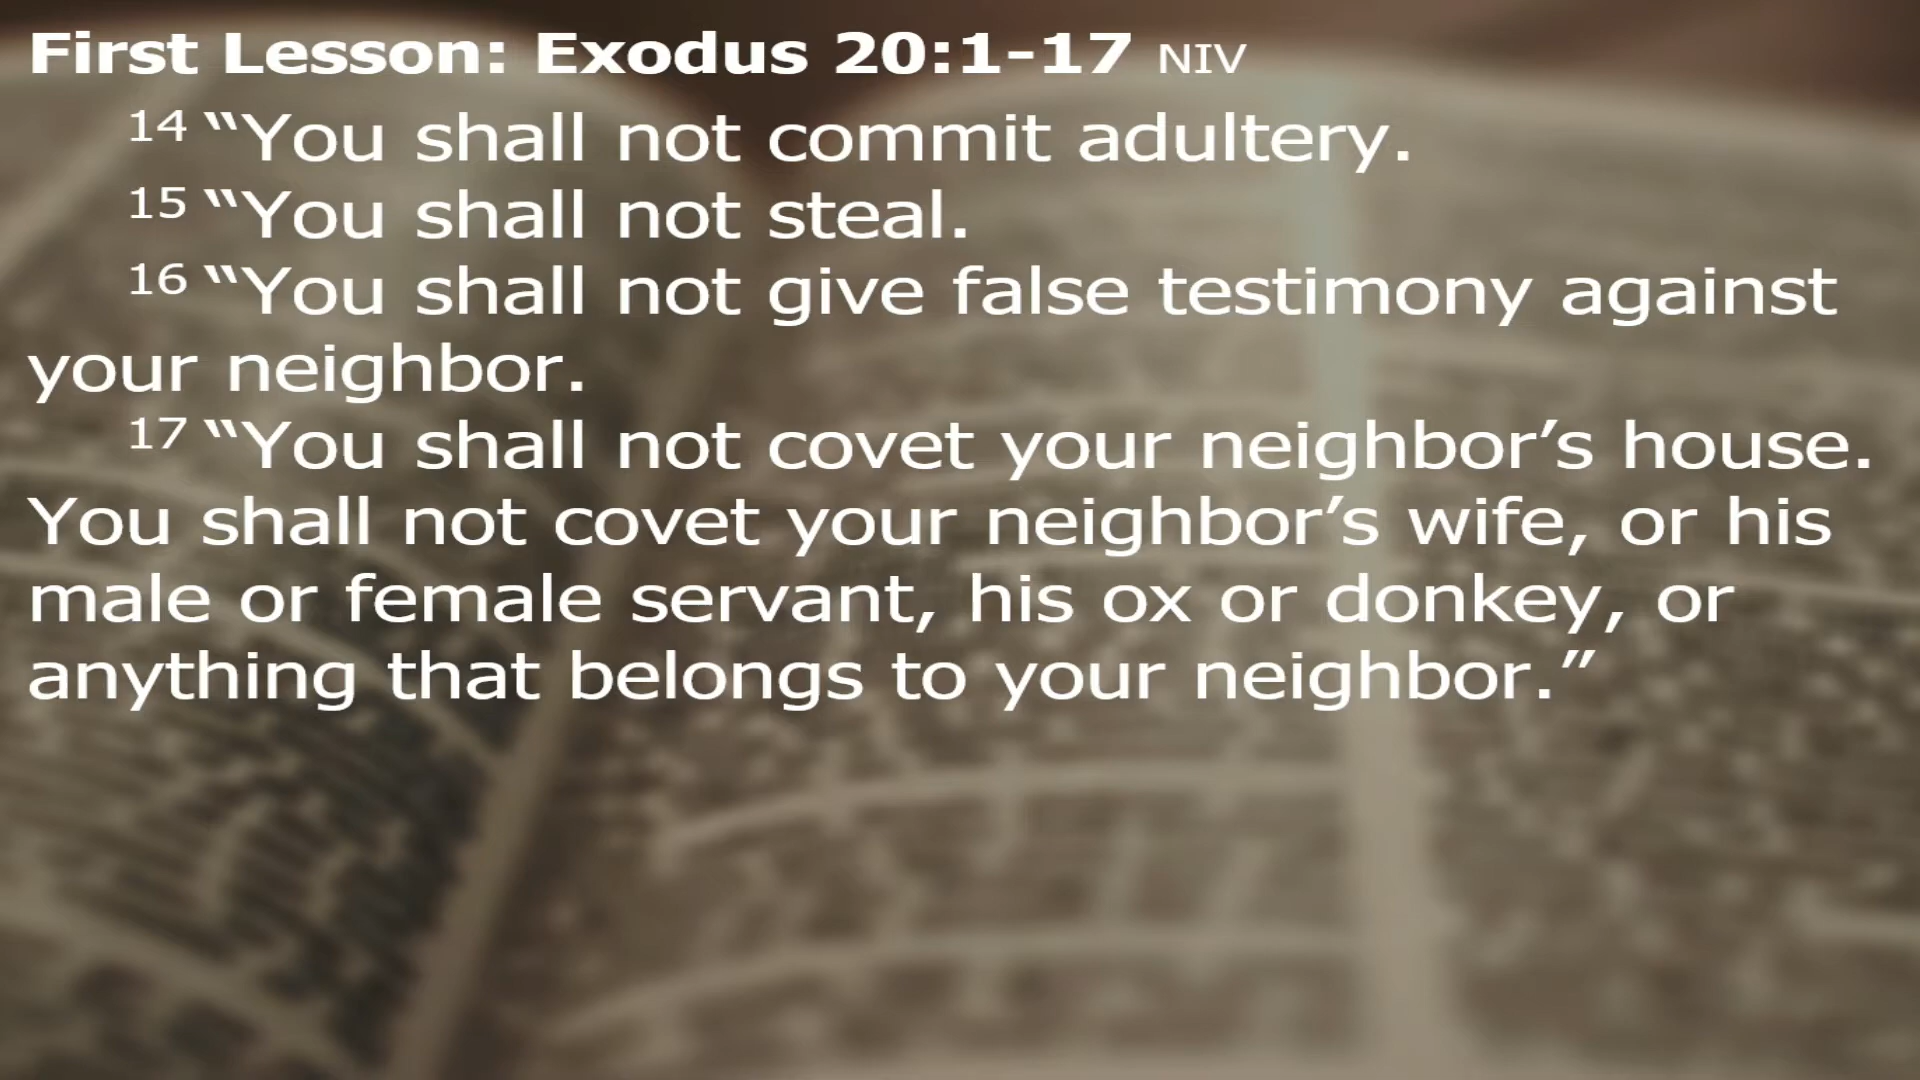 First Lesson: Exodus 20:1-17 NIV
14 “You shall not commit adultery.
15 “You shall not steal.
16 “You shall not give false testimony against
your neighbor.
17 “You shall not covet your neighbor’s house.
You shall not covet your neighbor’s wife, or his
male or female servant, his ox or donkey, or
anything that belongs to your neighbor.”